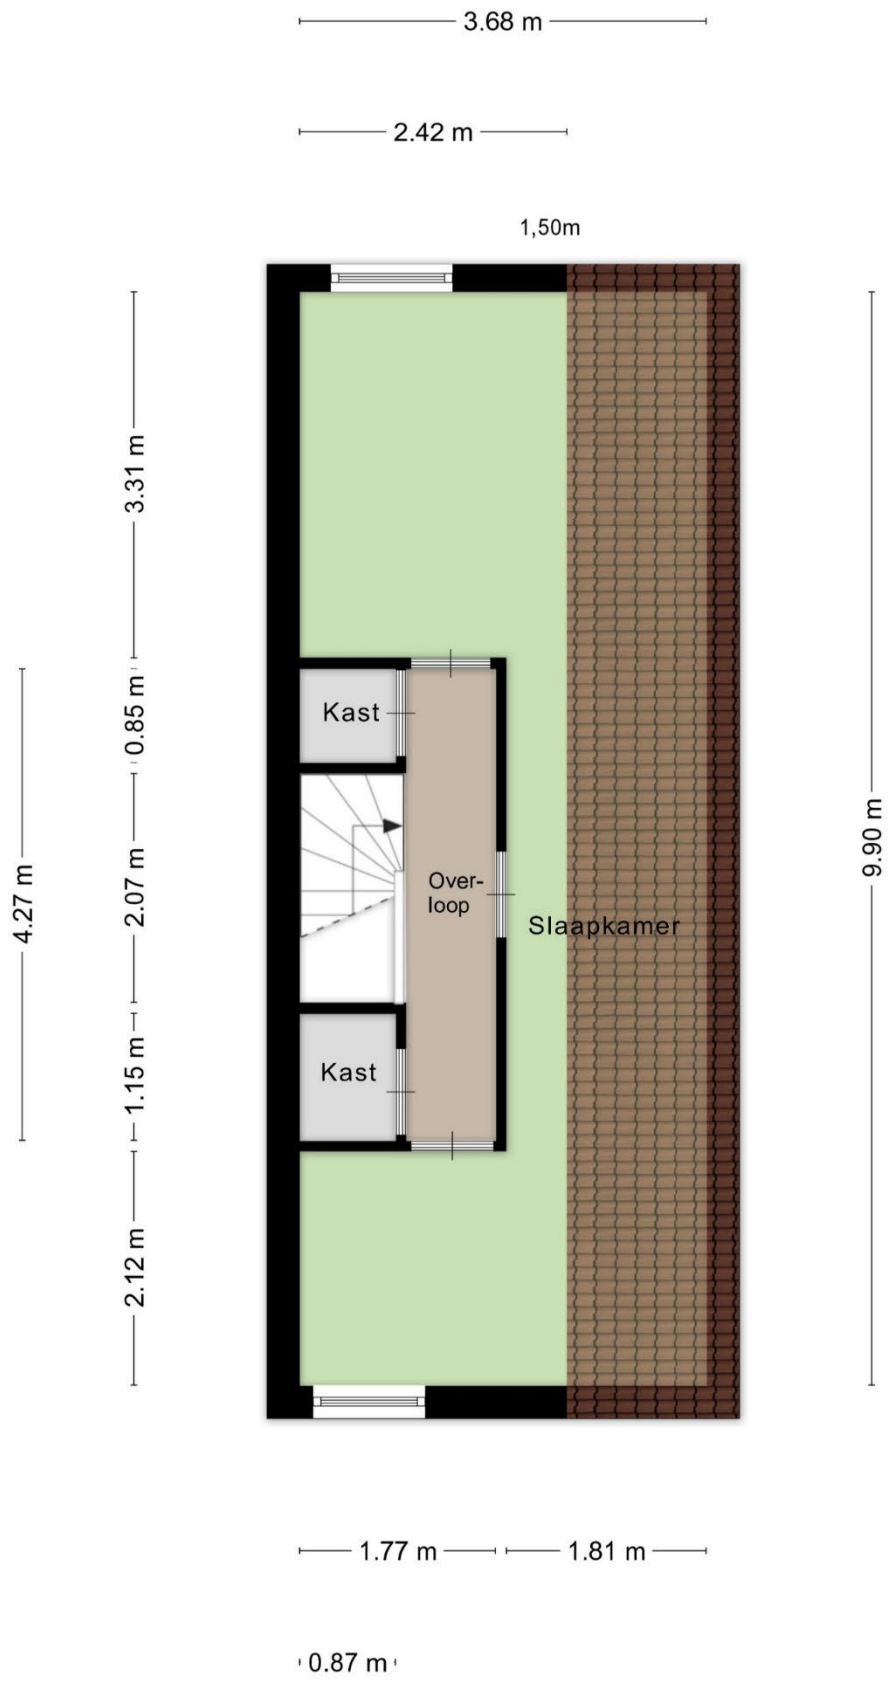 3.68 m
2.42 m
1,50m
3.31 m
0.85 m
Kast
9.90 m
4.27 m
2.07 m
Over-
loop
Slaapkamer
1.15 m
Kast
2.12 m
1.77 m
1.81 m
0.87 m